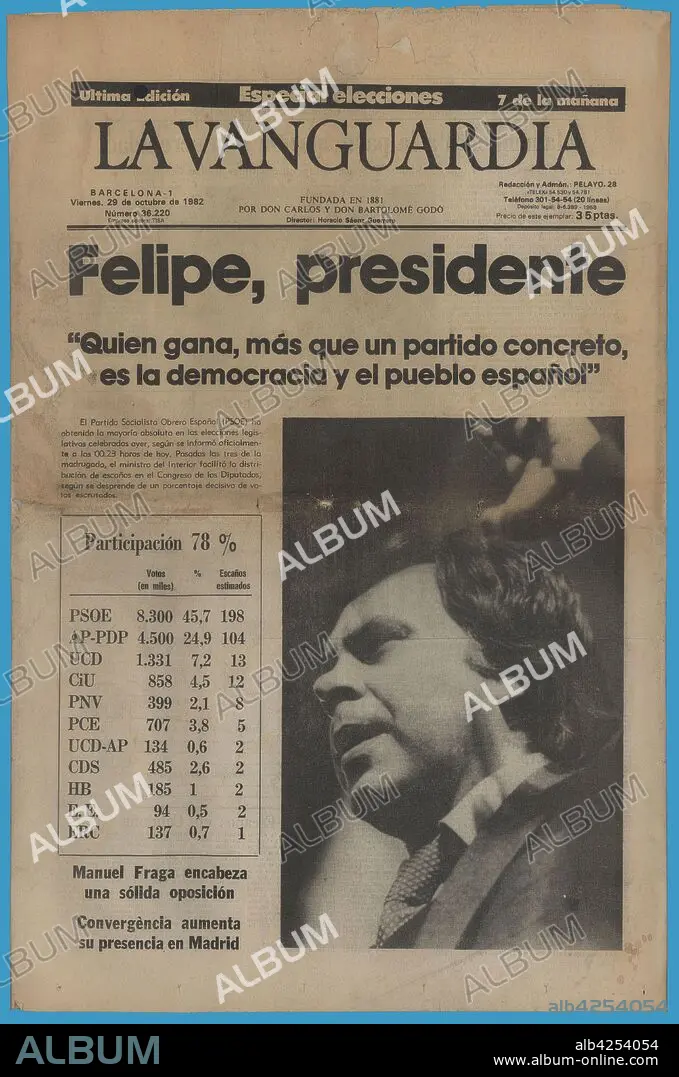 Ultima edición Especial elecciones 7 de la mañana
LA VANGUARDIA
BARCELONA-1
Viernes, 29 de octubre de 1982
Número 36.220
FUNDADA EN 1881
POR DON CARLOS Y DON BARTOLOMÉ GODÓ
Director: Horacio Sáenz Guerrero
Redacción y Admón.: PELAYO, 28
Teléfono 301-54-54 (20 líneas)
Precio de este ejemplar: 35 ptas.
Felipe, presidente
“Quien gana, más que un partido concreto,
es la democracia y el pueblo español”
El Partido Socialista Obrero Español (PSOE) ha
obtenido la mayoría absoluta en las elecciones legis-
lativas celebradas ayer, según se informó oficialmen-
te a las 00.23 horas de hoy. Pasadas las tres de la
madrugada, el ministro del Interior facilitó la distri-
bución de escaños en el Congreso de los Diputados,
según se desprende de un porcentaje decisivo de vo-
tos escrutados.
Participación 78 %
Votos % Escaños
(en miles) estimados
PSOE 8.300 45,7 198
AP-PDP 4.500 24,9 104
UCD 1.331 7,2 13
CiU 858 4,5 12
PNV 399 2,1 8
PCE 707 3,8 5
UCD-AP 134 0,6 2
CDS 485 2,6 2
HB 185 1 2
E. E. 94 0,5 2
ERC 137 0,7 1
Manuel Fraga encabeza
una sólida oposición
Convergència aumenta
su presencia en Madrid
ALBUM
alb4254054
ALBUM
alb4254054
www.album-online.com